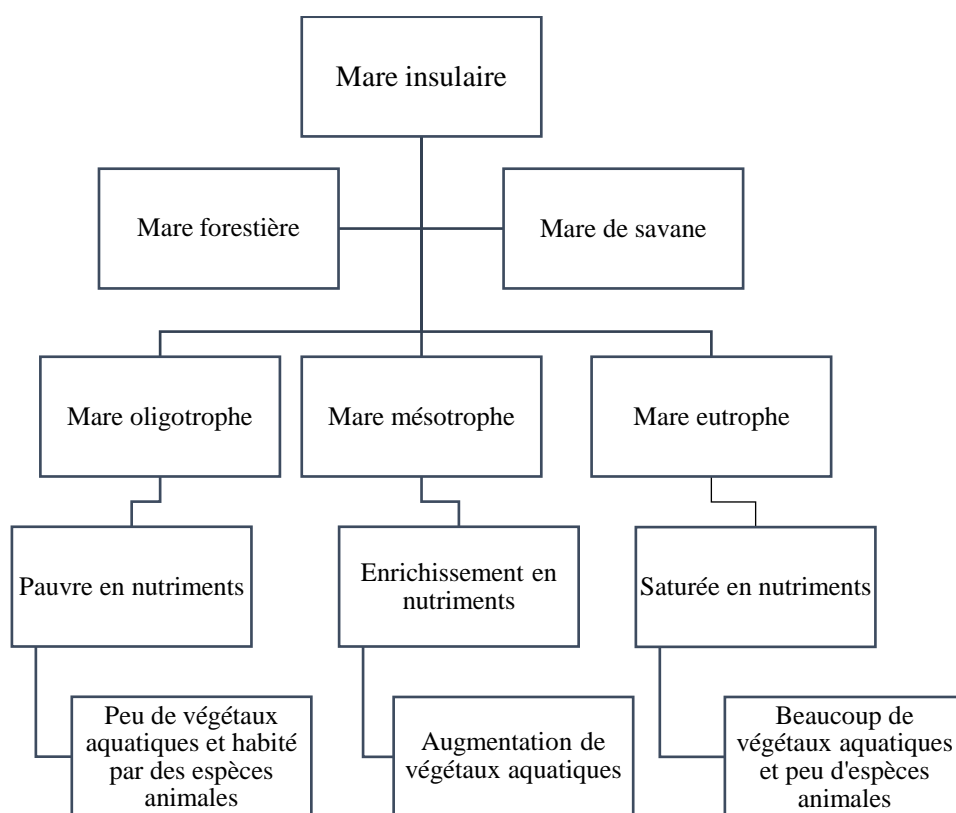 Mare insulaire
Mare forestière
Mare de savane
Mare oligotrophe
Mare mésotrophe
Mare eutrophe
Pauvre en nutriments
Enrichissement en
nutriments
Saturée en nutriments
Peu de végétaux
aquatiques et habité
par des espèces
animales
Augmentation de
végétaux aquatiques
Beaucoup de
végétaux aquatiques
et peu d'espèces
animales